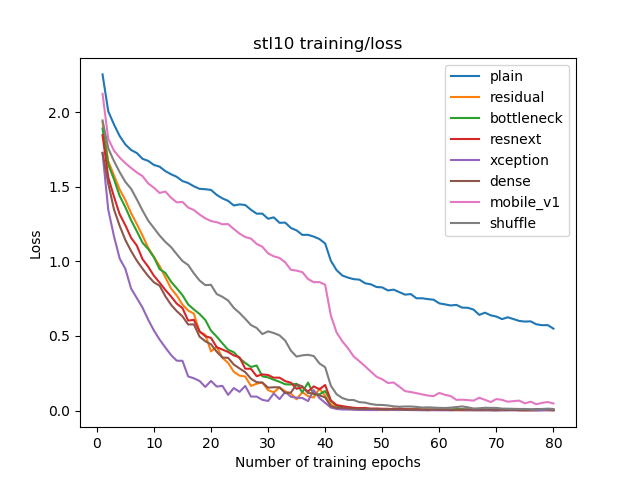 stl10 training/loss
Loss
2.0
1.5
1.0
0.5
0.0
plain
residual
bottleneck
resnext
xception
dense
mobile_v1
shuffle
0 10 20 30 40 50 60 70 80
Number of training epochs